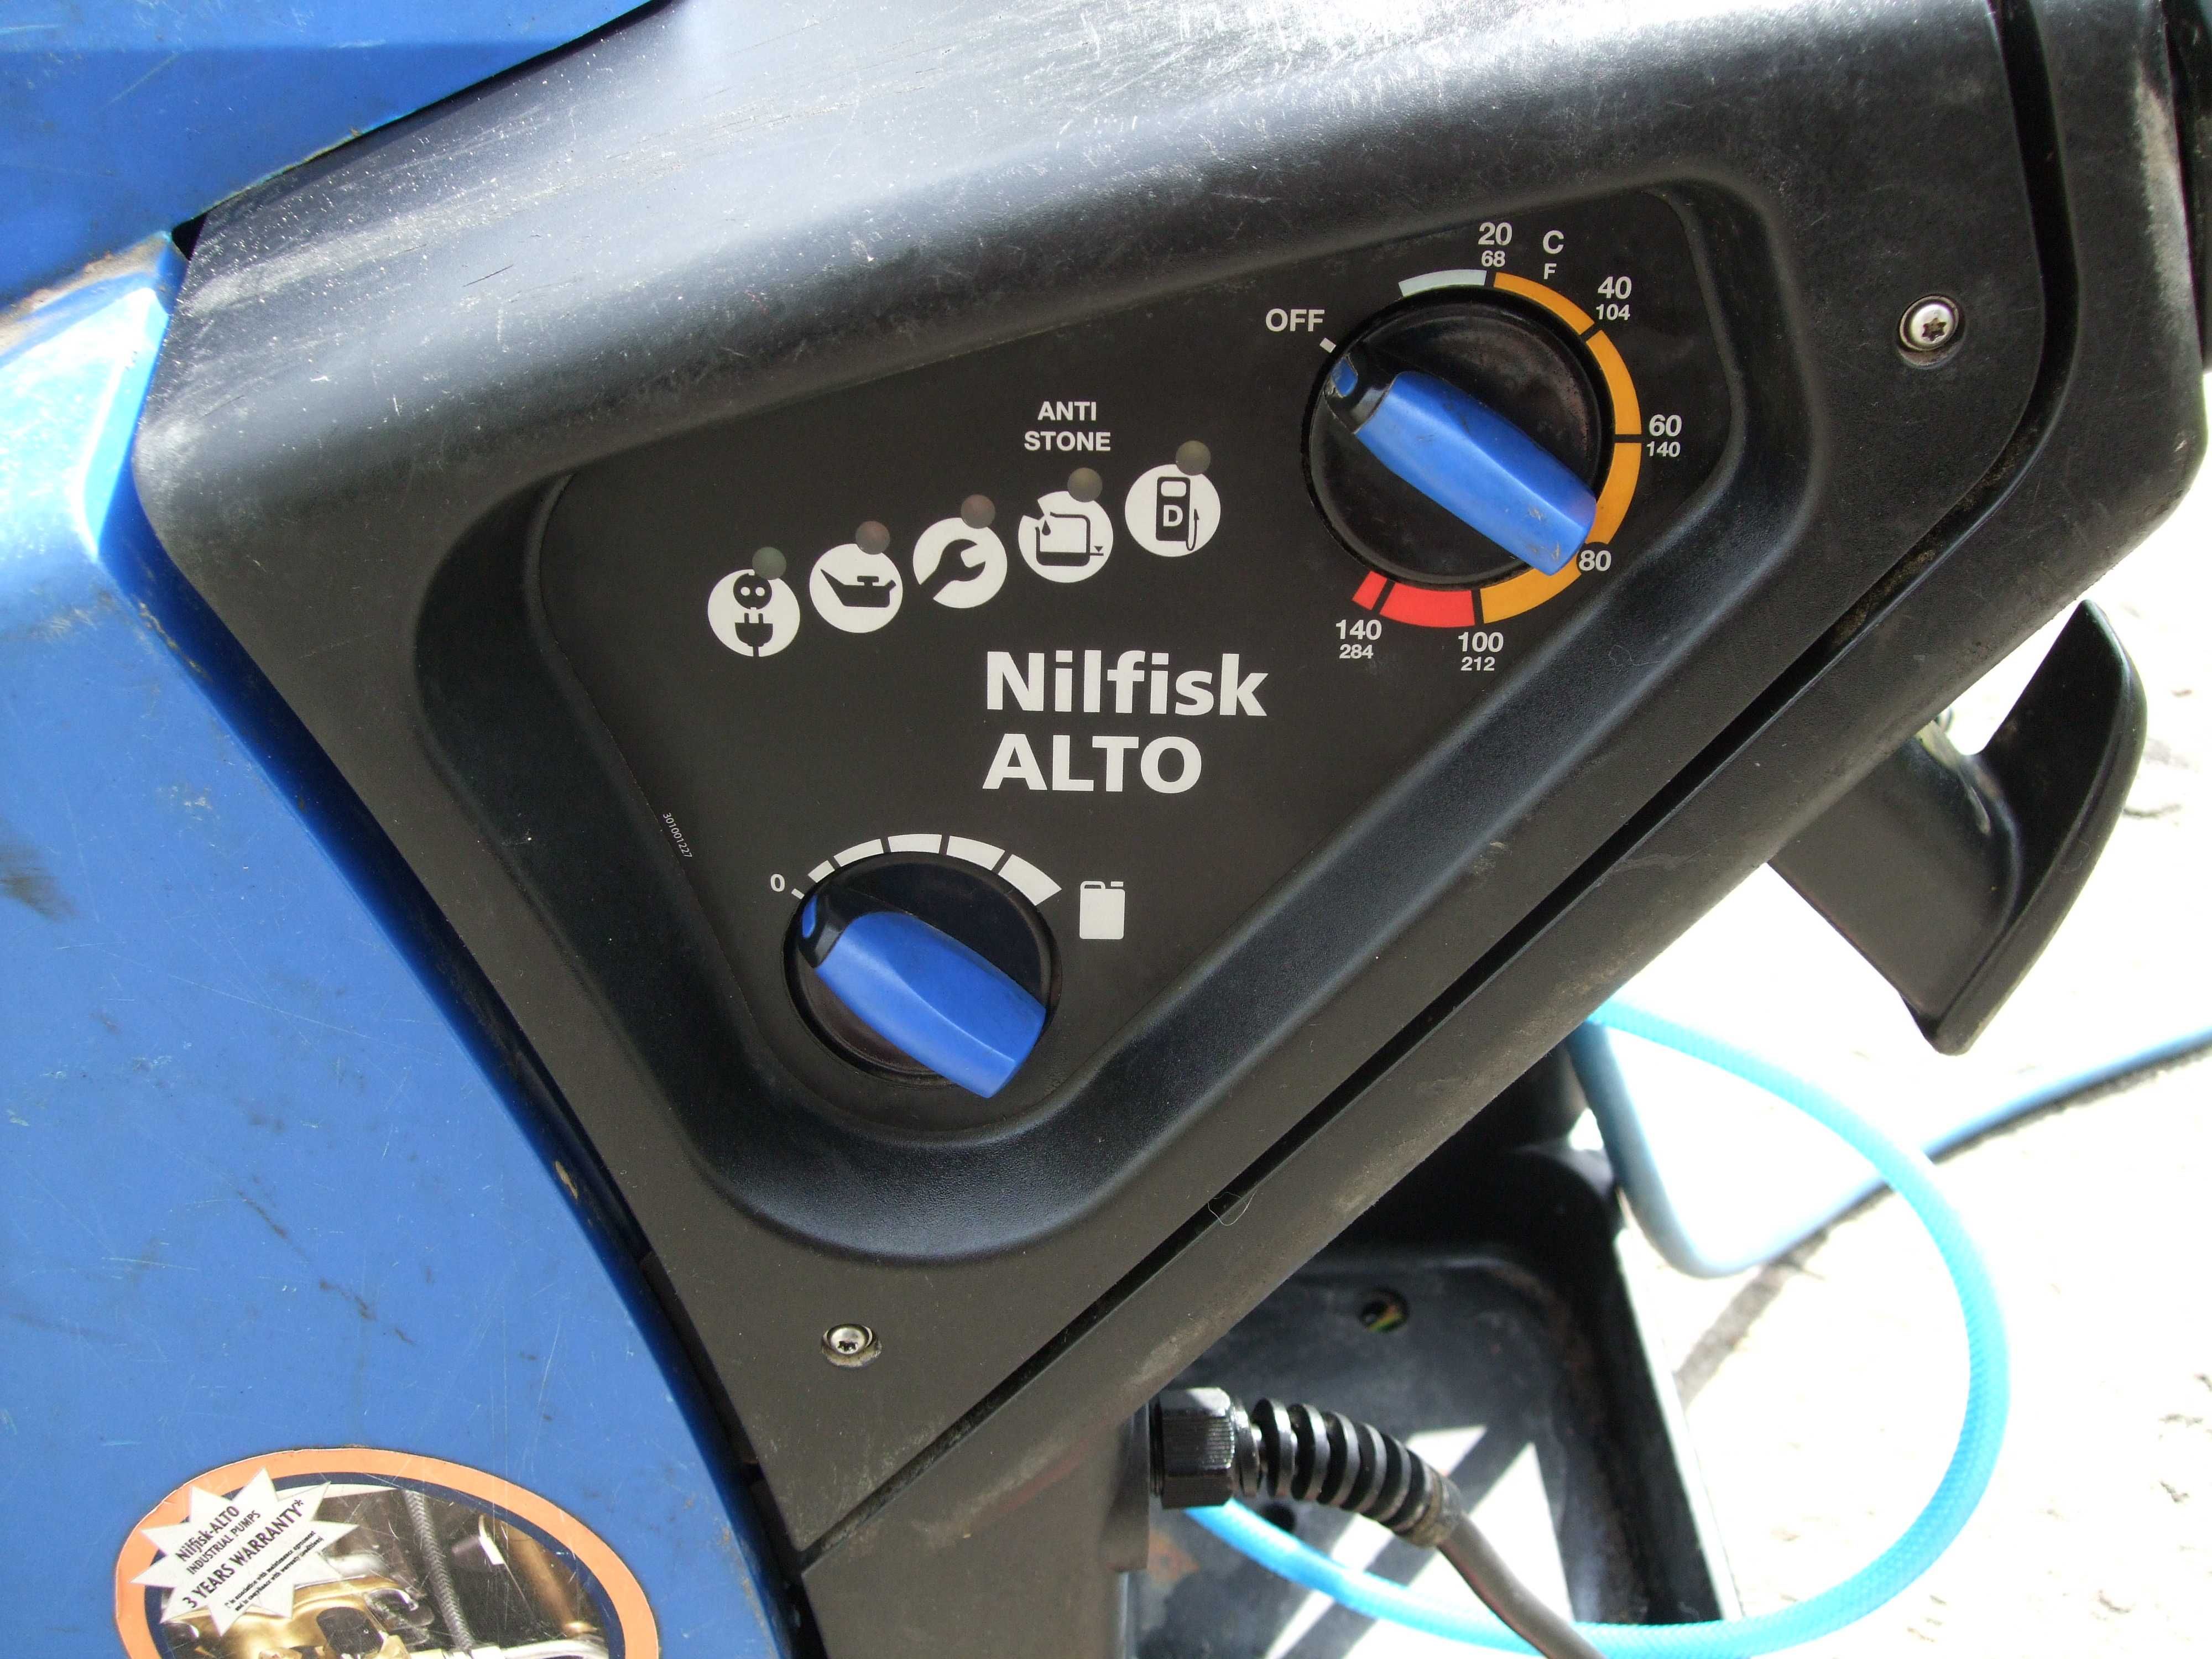 20 C
68 F
40
104
OFF
60
140
80
100
212
140
284
ANTI
STONE
D
Nilfisk
ALTO
301001227
0
Nilfisk-ALTO
INDUSTRIAL PUMPS
3 YEARS WARRANTY*